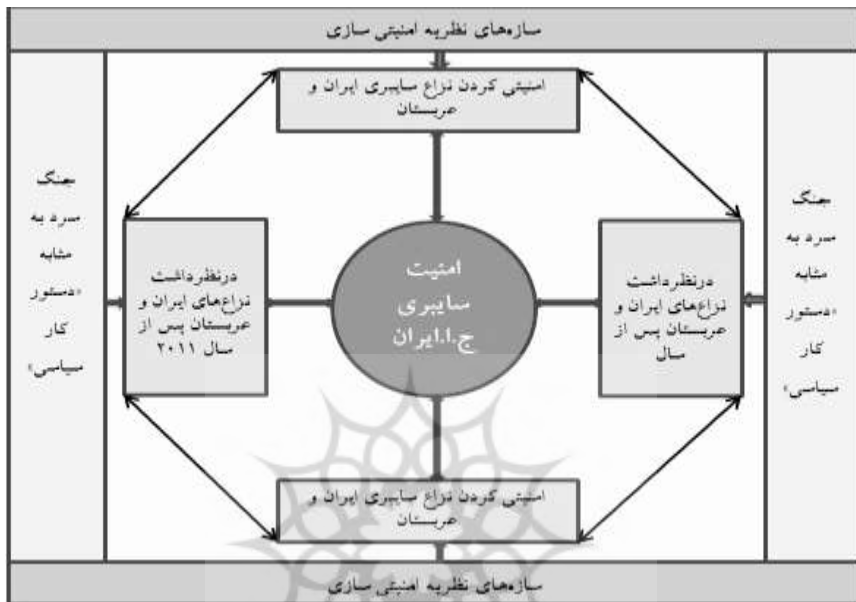 سازه‌های نظریه امنیتی سازی
امنیتی کردن نزاع سایبری ایران و
عربستان
جنگ
سرد به
مثابه
«دستور
کار
سیاسی»
درنظرداشت
نزاع‌های ایران و
عربستان پس از
سال
امنیت
سایبری
ج.ا.ایران
درنظرداشت
نزاع‌های ایران و
عربستان پس از
سال ۲۰۱۱
جنگ
سرد به
مثابه
«دستور
کار
سیاسی»
امنیتی کردن نزاع سایبری ایران و
عربستان
سازه‌های نظریه امنیتی سازی